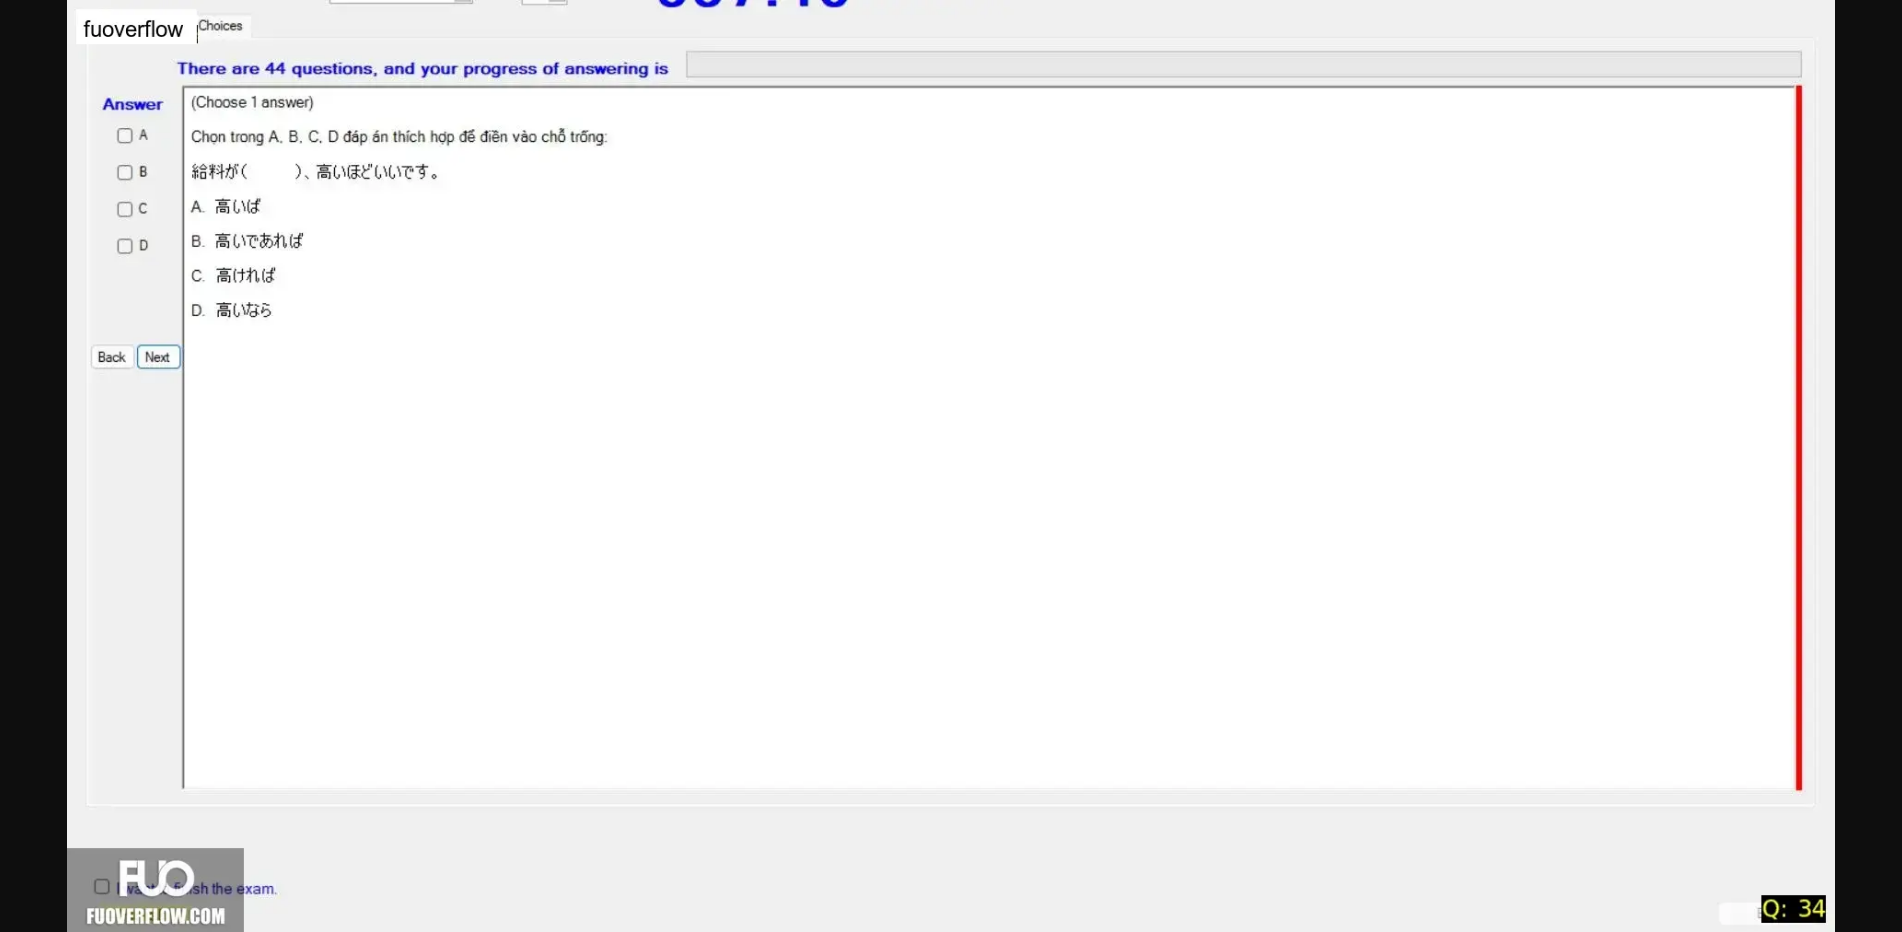 fuoverflow
Choices
There are 44 questions, and your progress of answering is
Answer
(Choose 1 answer)
A
Chọn trong A, B, C, D đáp án thích hợp để điền vào chỗ trống:
B
給料が(　　　)、高いほどいいです。
C
A. 高いば
D
B. 高いであれば
C. 高ければ
D. 高いなら
Back
Next
FUO
finish the exam.
FUOVERFLOW.COM
Q: 34